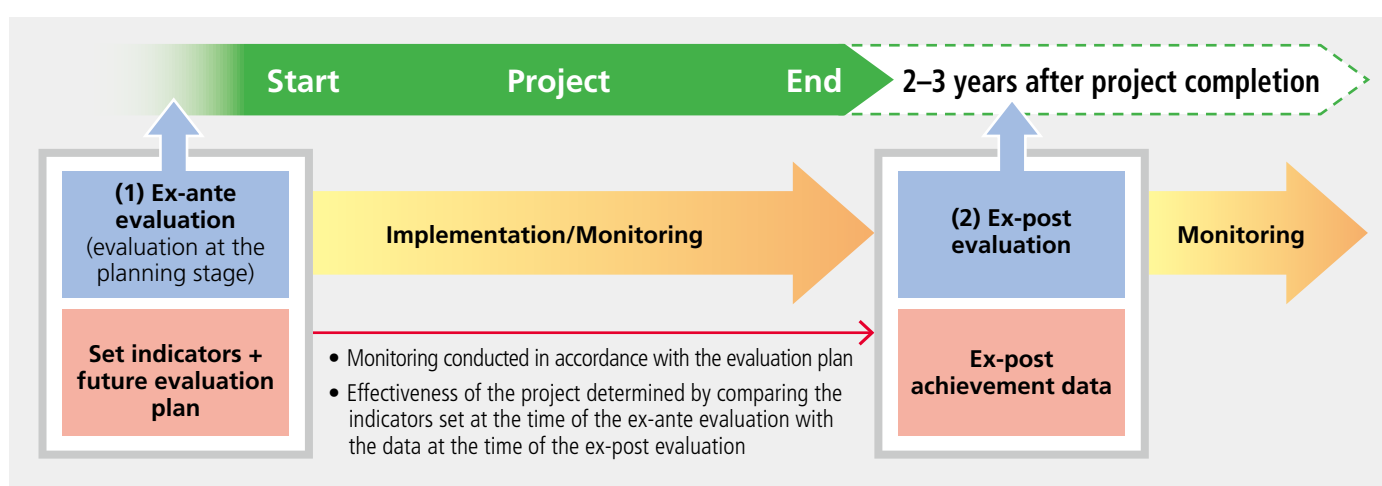 Start Project End 2–3 years after project completion
(1) Ex-ante
evaluation
(evaluation at the
planning stage)
Set indicators +
future evaluation
plan
Implementation/Monitoring
• Monitoring conducted in accordance with the evaluation plan
• Effectiveness of the project determined by comparing the
indicators set at the time of the ex-ante evaluation with
the data at the time of the ex-post evaluation
(2) Ex-post
evaluation
Ex-post
achievement data
Monitoring